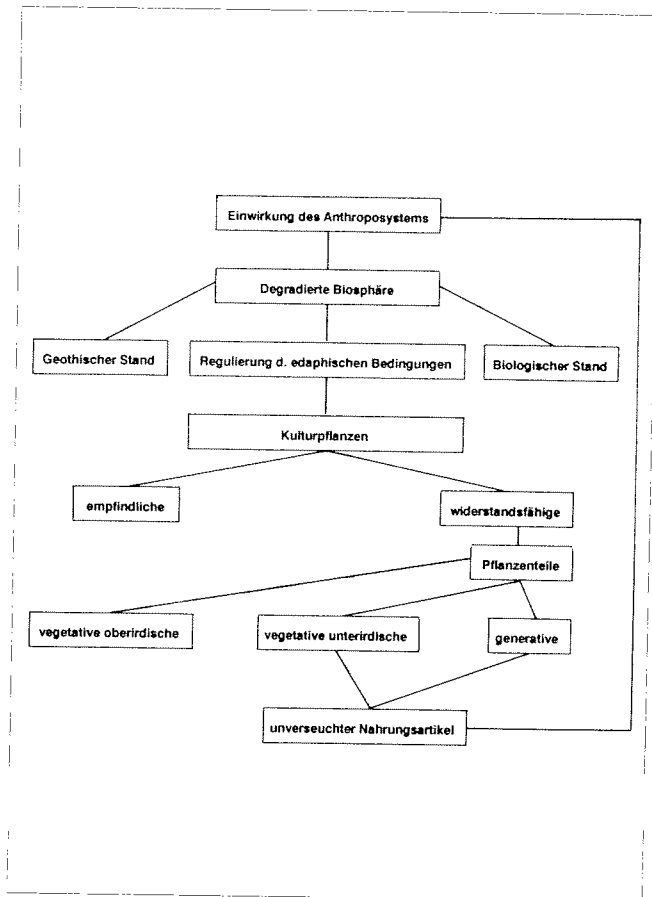 Einwirkung des Anthroposystems
Degradierte Biosphäre
Geothischer Stand
Regulierung d. edaphischen Bedingungen
Biologischer Stand
Kulturpflanzen
empfindliche
widerstandsfähige
Pflanzenteile
vegetative oberirdische
vegetative unterirdische
generative
unverseuchter Nahrungsartikel